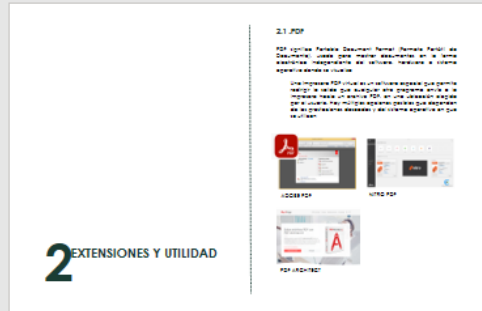 2 EXTENSIONES Y UTILIDAD
2.1 .PDF
PDF significa Portable Document Format (Formato Portátil de
Documento), usado para mostrar documentos en la forma
electrónica independiente de software, hardware o sistema
operativo donde se visualice.
Una impresora PDF virtual es un software especial que permite
redirigir la salida que cualquier otro programa envía a la
impresora hacia un archivo PDF, en una ubicación elegida
por el usuario. Hay múltiples opciones posibles que dependen
de las prestaciones deseadas y del sistema operativo en que
se utilicen
ADOBE PDF
NITRO PDF
PDF ARCHITECT